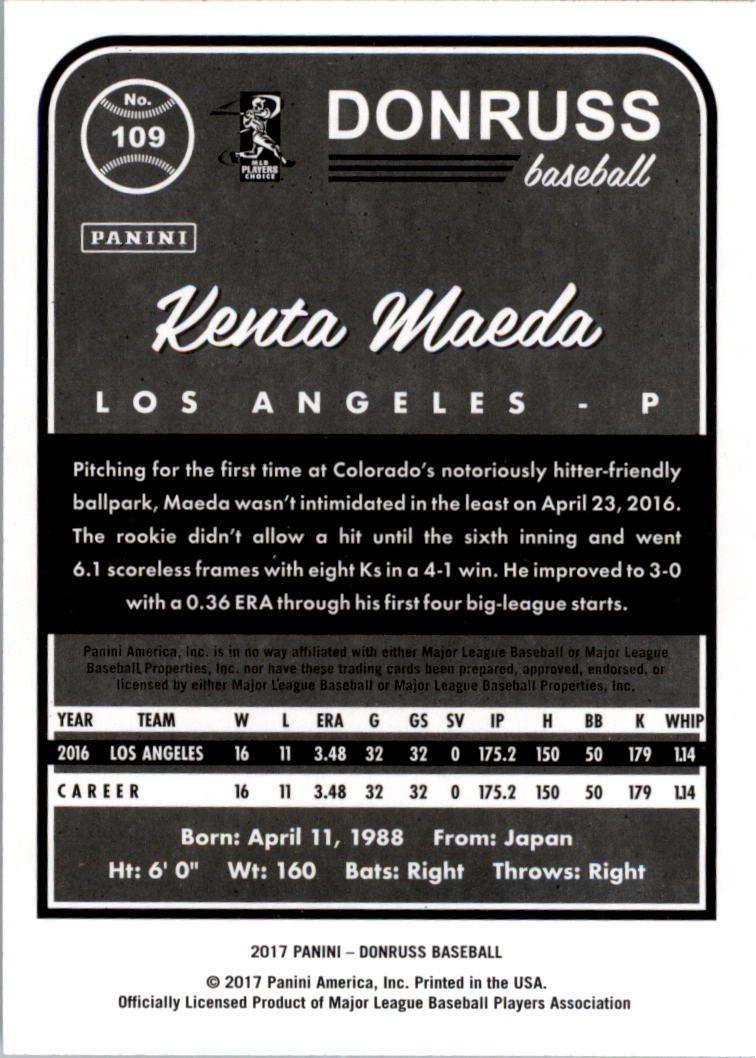 No.
109
MLB
PLAYERS
CHOICE
DONRUSS
baseball
PANINI
Kenta Maeda
LOS ANGELES - P
Pitching for the first time at Colorado's notoriously hitter-friendly
ballpark, Maeda wasn't intimidated in the least on April 23, 2016.
The rookie didn't allow a hit until the sixth inning and went
6.1 scoreless frames with eight Ks in a 4-1 win. He improved to 3-0
with a 0.36 ERA through his first four big-league starts.
Panini America, Inc. is in no way affiliated with either Major League Baseball or Major League
Baseball Properties, Inc. nor have these trading cards been prepared, approved, endorsed, or
licensed by either Major League Baseball or Major League Baseball Properties, Inc.
YEAR TEAM W L ERA G GS SV IP H BB K WHIP
2016 LOS ANGELES 16 11 3.48 32 32 0 175.2 150 50 179 1.14
CAREER 16 11 3.48 32 32 0 175.2 150 50 179 1.14
Born: April 11, 1988 From: Japan
Ht: 6' 0" Wt: 160 Bats: Right Throws: Right
2017 PANINI – DONRUSS BASEBALL
© 2017 Panini America, Inc. Printed in the USA.
Officially Licensed Product of Major League Baseball Players Association